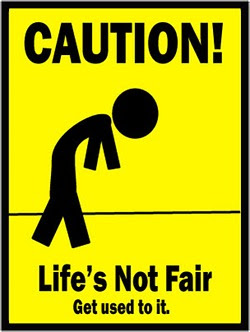 CAUTION!
Life's Not Fair
Get used to it.